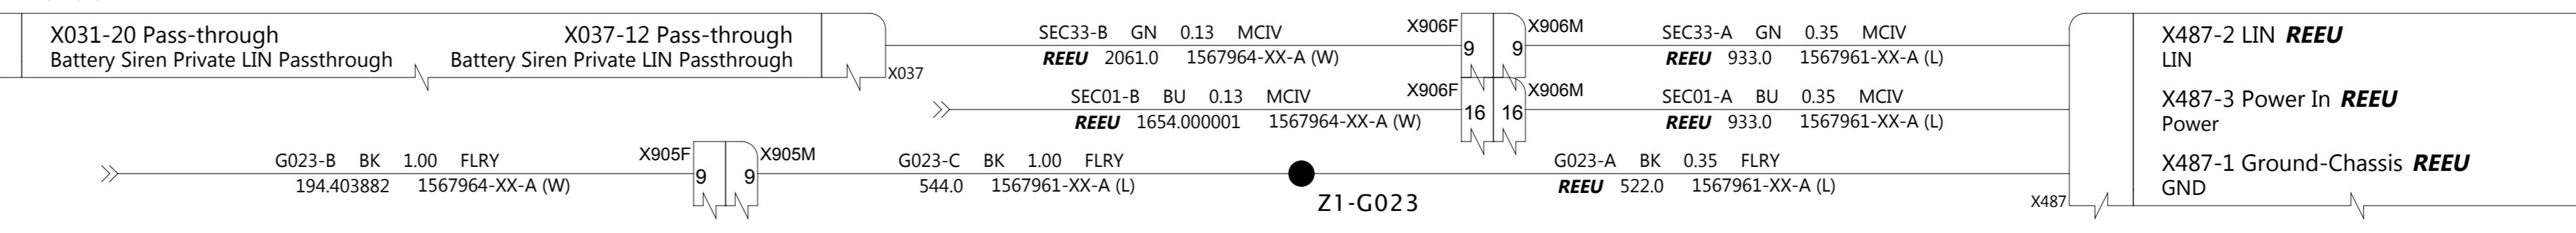 X031-20 Pass-through
Battery Siren Private LIN Passthrough
X037-12 Pass-through
Battery Siren Private LIN Passthrough
X037
SEC33-B GN 0.13 MCIV
REEU 2061.0 1567964-XX-A (W)
X906F
9
9
X906M
SEC33-A GN 0.35 MCIV
REEU 933.0 1567961-XX-A (L)
X487-2 LIN REEU
LIN
SEC01-B BU 0.13 MCIV
REEU 1654.000001 1567964-XX-A (W)
X906F
16
16
X906M
SEC01-A BU 0.35 MCIV
REEU 933.0 1567961-XX-A (L)
X487-3 Power In REEU
Power
G023-B BK 1.00 FLRY
194.403882 1567964-XX-A (W)
X905F
9
9
X905M
G023-C BK 1.00 FLRY
544.0 1567961-XX-A (L)
Z1-G023
G023-A BK 0.35 FLRY
REEU 522.0 1567961-XX-A (L)
X487-1 Ground-Chassis REEU
GND
X487